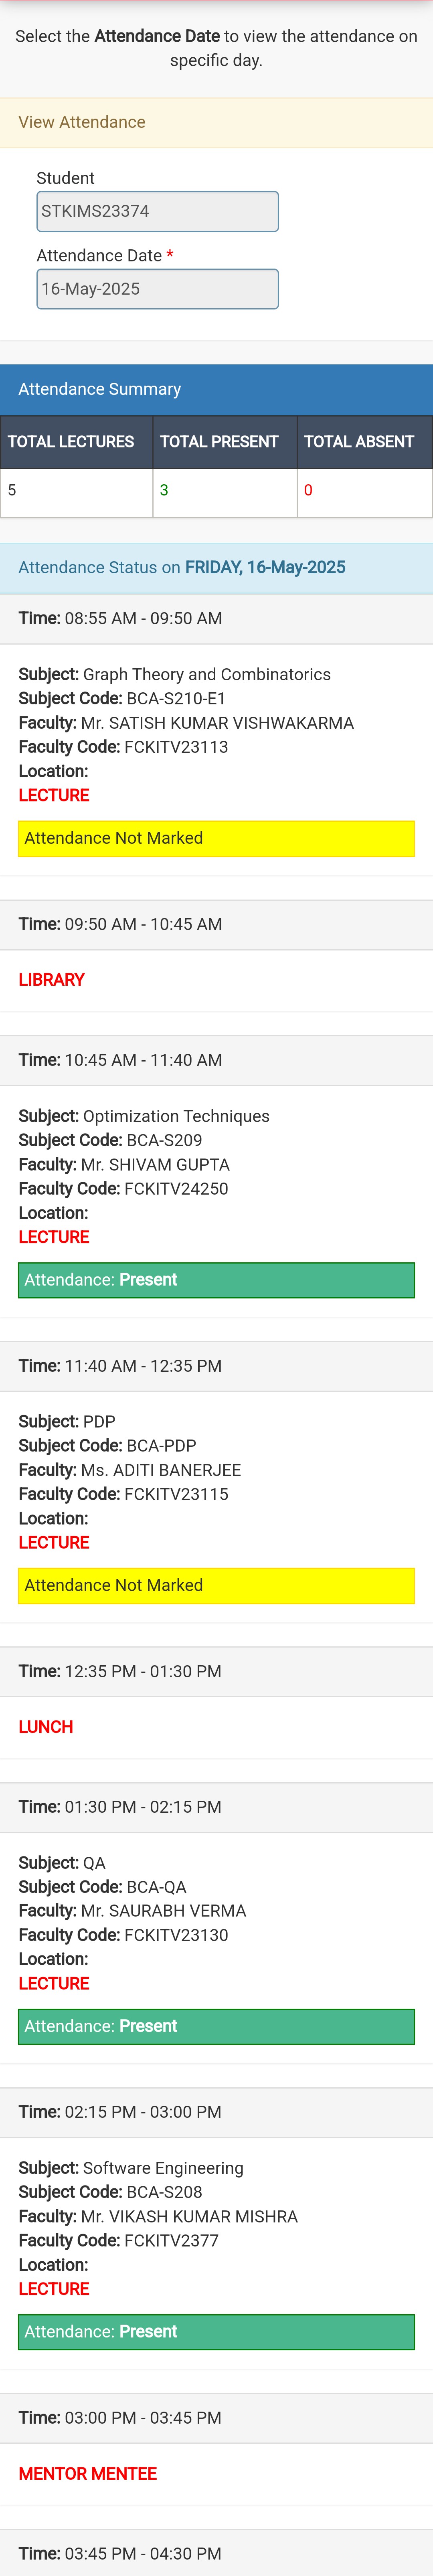 Select the Attendance Date to view the attendance on
specific day.
View Attendance
Student
STKIMS23374
Attendance Date *
16-May-2025
Attendance Summary
TOTAL LECTURES TOTAL PRESENT TOTAL ABSENT
5 3 0
Attendance Status on FRIDAY, 16-May-2025
Time: 08:55 AM - 09:50 AM
Subject: Graph Theory and Combinatorics
Subject Code: BCA-S210-E1
Faculty: Mr. SATISH KUMAR VISHWAKARMA
Faculty Code: FCKITV23113
Location:
LECTURE
Attendance Not Marked
Time: 09:50 AM - 10:45 AM
LIBRARY
Time: 10:45 AM - 11:40 AM
Subject: Optimization Techniques
Subject Code: BCA-S209
Faculty: Mr. SHIVAM GUPTA
Faculty Code: FCKITV24250
Location:
LECTURE
Attendance: Present
Time: 11:40 AM - 12:35 PM
Subject: PDP
Subject Code: BCA-PDP
Faculty: Ms. ADITI BANERJEE
Faculty Code: FCKITV23115
Location:
LECTURE
Attendance Not Marked
Time: 12:35 PM - 01:30 PM
LUNCH
Time: 01:30 PM - 02:15 PM
Subject: QA
Subject Code: BCA-QA
Faculty: Mr. SAURABH VERMA
Faculty Code: FCKITV23130
Location:
LECTURE
Attendance: Present
Time: 02:15 PM - 03:00 PM
Subject: Software Engineering
Subject Code: BCA-S208
Faculty: Mr. VIKASH KUMAR MISHRA
Faculty Code: FCKITV2377
Location:
LECTURE
Attendance: Present
Time: 03:00 PM - 03:45 PM
MENTOR MENTEE
Time: 03:45 PM - 04:30 PM